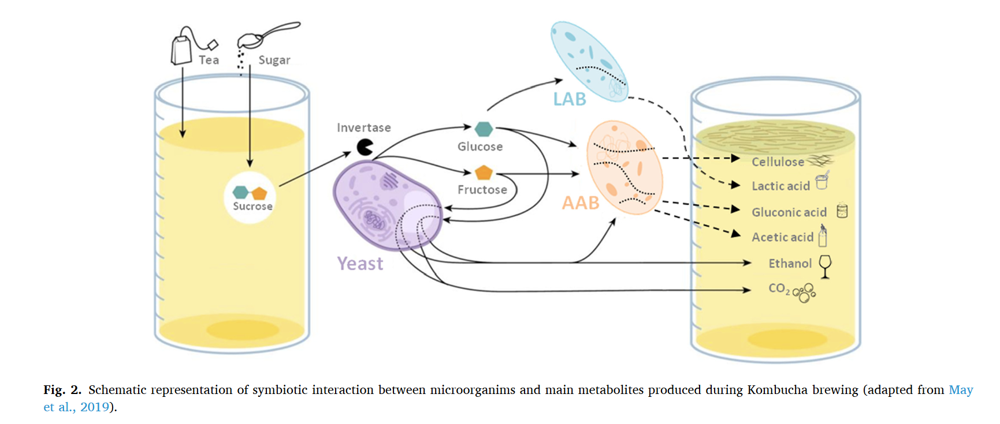 Tea
Sugar
Sucrose
Invertase
Yeast
Glucose
Fructose
LAB
AAB
Cellulose
Lactic acid
Gluconic acid
Acetic acid
Ethanol
CO₂
Fig. 2. Schematic representation of symbiotic interaction between microorganims and main metabolites produced during Kombucha brewing (adapted from May
et al., 2019).